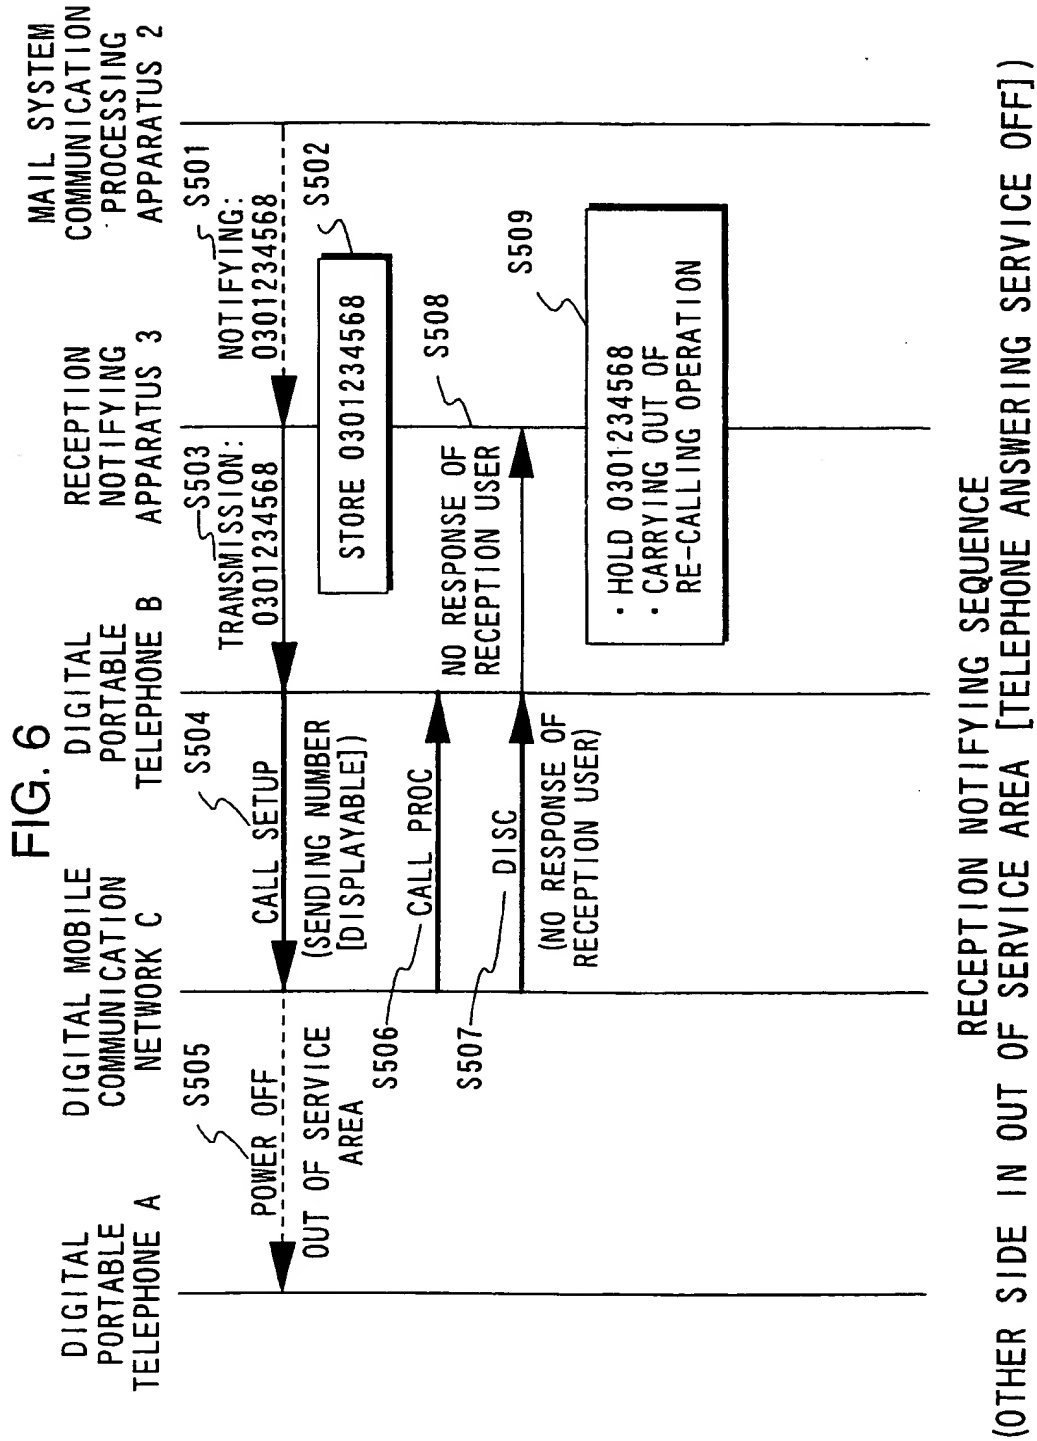 FIG. 6
DIGITAL
PORTABLE
TELEPHONE A
DIGITAL MOBILE
COMMUNICATION
NETWORK C
DIGITAL
PORTABLE
TELEPHONE B
RECEPTION
NOTIFYING
APPARATUS 3
MAIL SYSTEM
COMMUNICATION
PROCESSING
APPARATUS 2
S505
POWER OFF
OUT OF SERVICE
AREA
S504
CALL SETUP
(SENDING NUMBER
[DISPLAYABLE])
S503
TRANSMISSION:
0301234568
S501
NOTIFYING:
0301234568
S502
STORE 0301234568
S506
CALL PROC
S507
DISC
(NO RESPONSE OF
RECEPTION USER)
NO RESPONSE OF
RECEPTION USER
S508
S509
· HOLD 0301234568
· CARRYING OUT OF
RE-CALLING OPERATION
RECEPTION NOTIFYING SEQUENCE
(OTHER SIDE IN OUT OF SERVICE AREA [TELEPHONE ANSWERING SERVICE OFF])